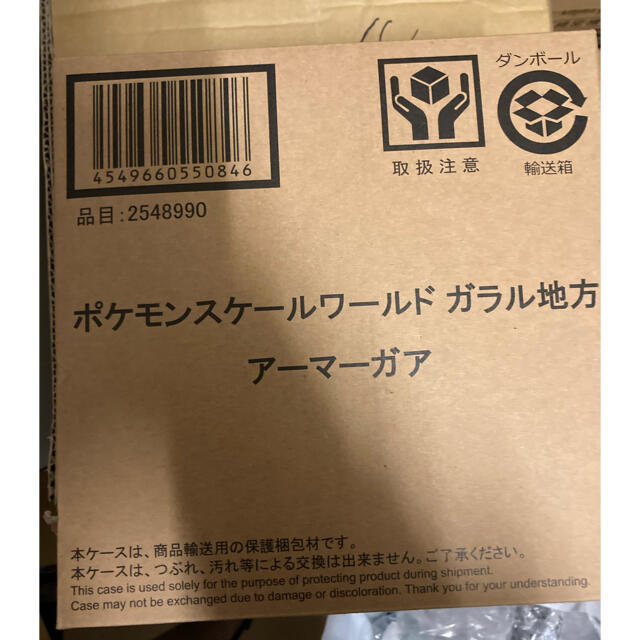 ダンボール
4549660550846
取扱注意
輸送箱
品目:2548990
ポケモンスケールワールド ガラル地方
アーマーガア
本ケースは、商品輸送用の保護梱包材です。
本ケースは、つぶれ、汚れ等による交換は出来ません。ご了承ください。
This case is used solely for the purpose of protecting product during shipment.
Case may not be exchanged due to damage or discoloration. Thank you for your understanding.